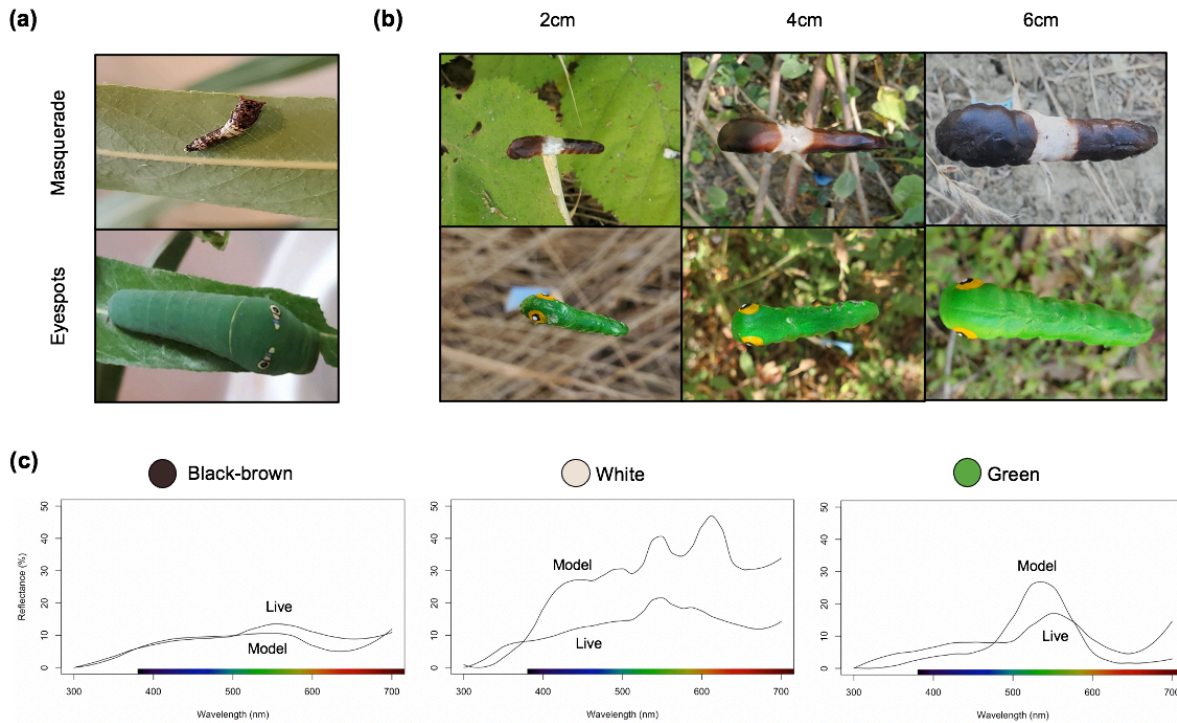 (a)
(b)
2cm
4cm
6cm
Masquerade
Eyespots
(c)
Black-brown
White
Green
Reflectance (%)
50
40
30
20
10
0
Live
Model
300
400
500
600
700
Wavelength (nm)
50
40
30
20
10
0
Model
Live
300
400
500
600
700
Wavelength (nm)
50
40
30
20
10
0
Model
Live
300
400
500
600
700
Wavelength (nm)